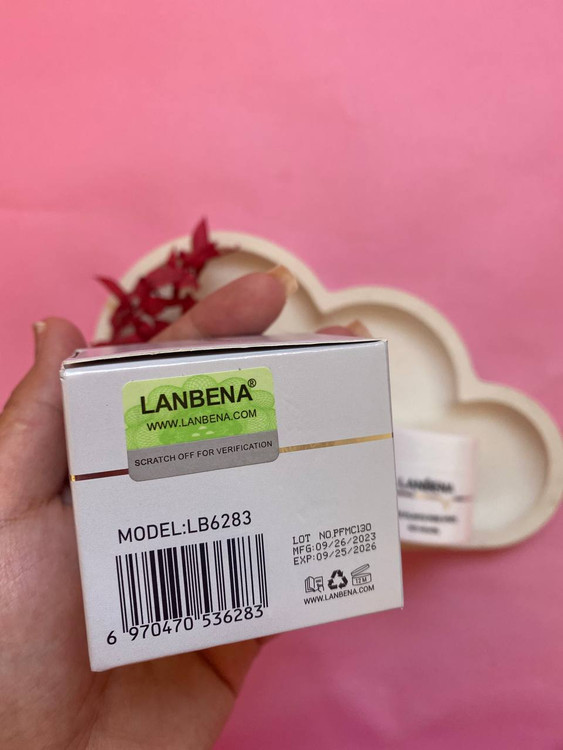 LANBENA®
WWW.LANBENA.COM
SCRATCH OFF FOR VERIFICATION
MODEL:LB6283
6 970470 536283
LOT NO.PFMC130
MFG:09/26/2023
EXP:09/25/2026
12M
WWW.LANBENA.COM
LANBENA